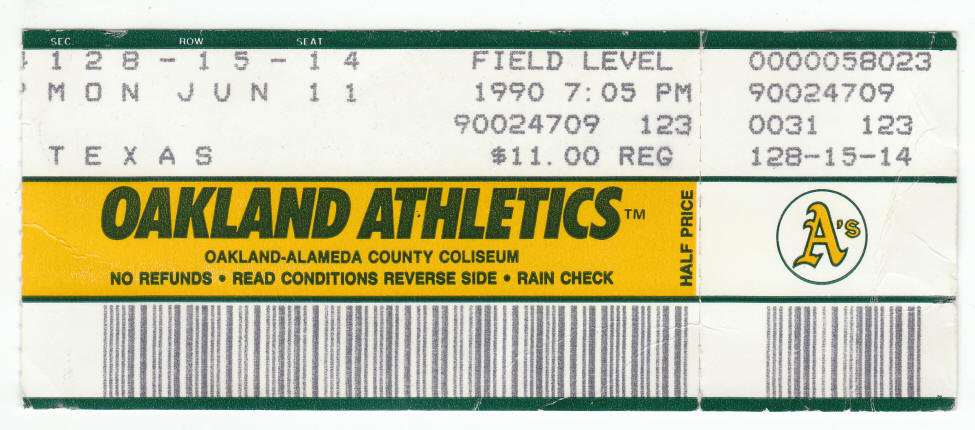 SEC ROW SEAT
128-15-14 FIELD LEVEL 0000058023
MON JUN 11 1990 7:05 PM 90024709
90024709 123 0031 123
TEXAS $11.00 REG 128-15-14
OAKLAND ATHLETICS™
OAKLAND-ALAMEDA COUNTY COLISEUM
NO REFUNDS • READ CONDITIONS REVERSE SIDE • RAIN CHECK
HALF PRICE
A's